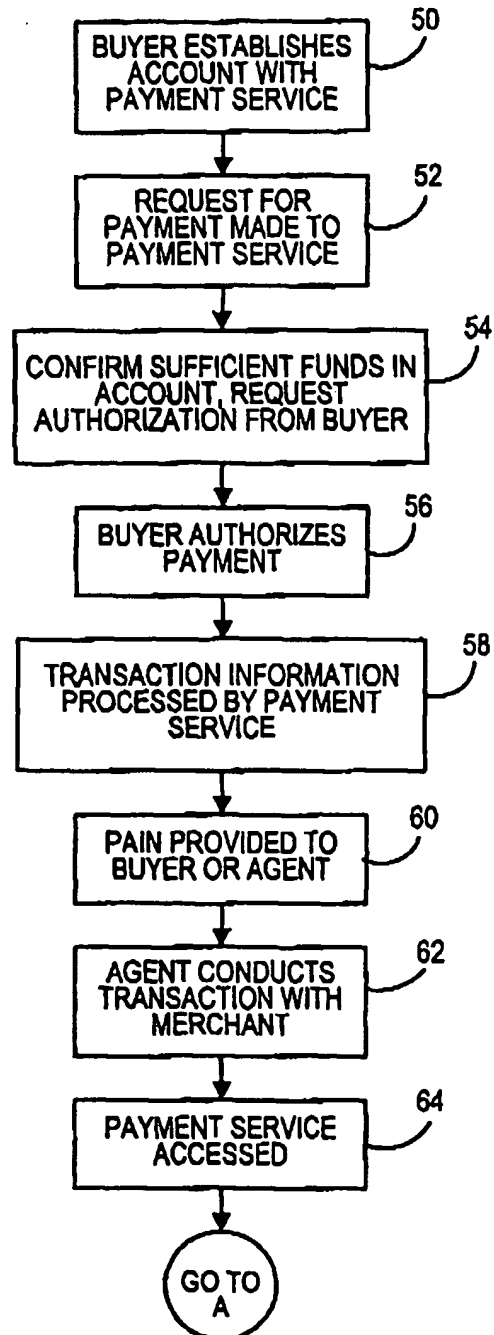 50
BUYER ESTABLISHES
ACCOUNT WITH
PAYMENT SERVICE
52
REQUEST FOR
PAYMENT MADE TO
PAYMENT SERVICE
54
CONFIRM SUFFICIENT FUNDS IN
ACCOUNT, REQUEST
AUTHORIZATION FROM BUYER
56
BUYER AUTHORIZES
PAYMENT
58
TRANSACTION INFORMATION
PROCESSED BY PAYMENT
SERVICE
60
PAIN PROVIDED TO
BUYER OR AGENT
62
AGENT CONDUCTS
TRANSACTION WITH
MERCHANT
64
PAYMENT SERVICE
ACCESSED
GO TO
A